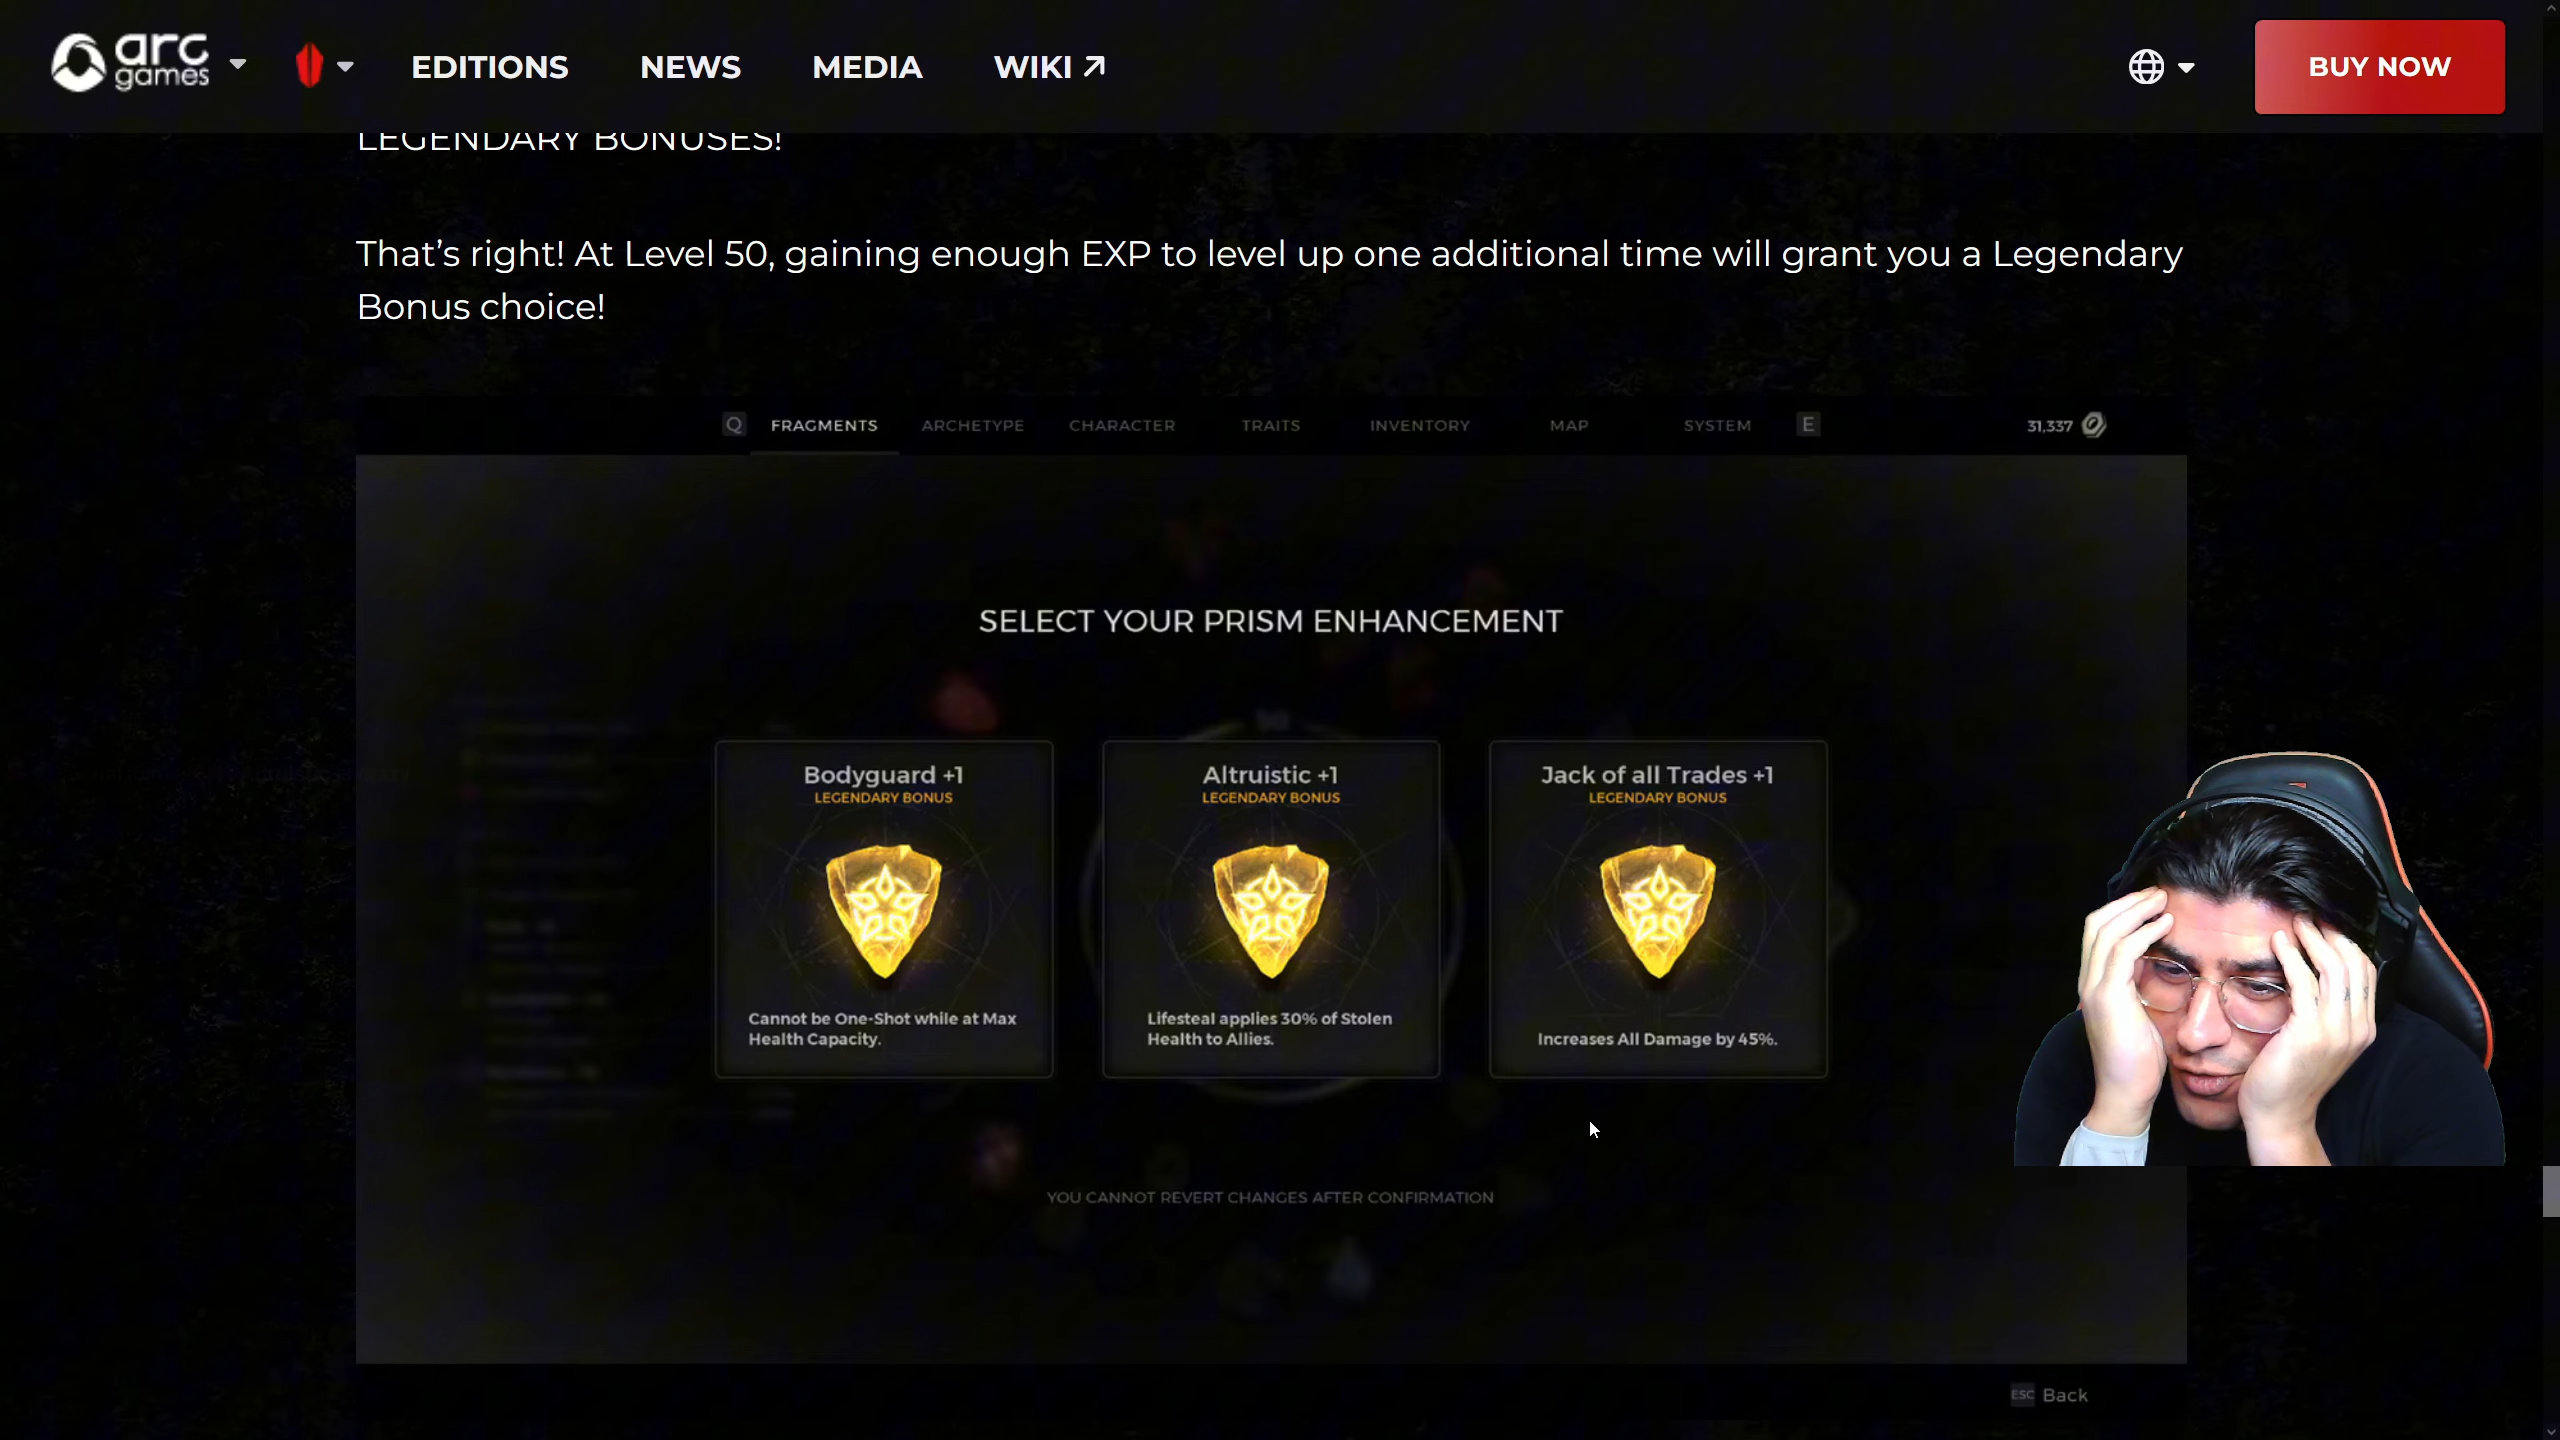 arc games
EDITIONS
NEWS
MEDIA
WIKI
BUY NOW
LEGENDARY BONUSES!
That’s right! At Level 50, gaining enough EXP to level up one additional time will grant you a Legendary
Bonus choice!
Q
FRAGMENTS
ARCHETYPE
CHARACTER
TRAITS
INVENTORY
MAP
SYSTEM
E
31,337
SELECT YOUR PRISM ENHANCEMENT
Bodyguard +1
LEGENDARY BONUS
Cannot be One-Shot while at Max
Health Capacity.
Altruistic +1
LEGENDARY BONUS
Lifesteal applies 30% of Stolen
Health to Allies.
Jack of all Trades +1
LEGENDARY BONUS
Increases All Damage by 45%.
YOU CANNOT REVERT CHANGES AFTER CONFIRMATION
ESC Back